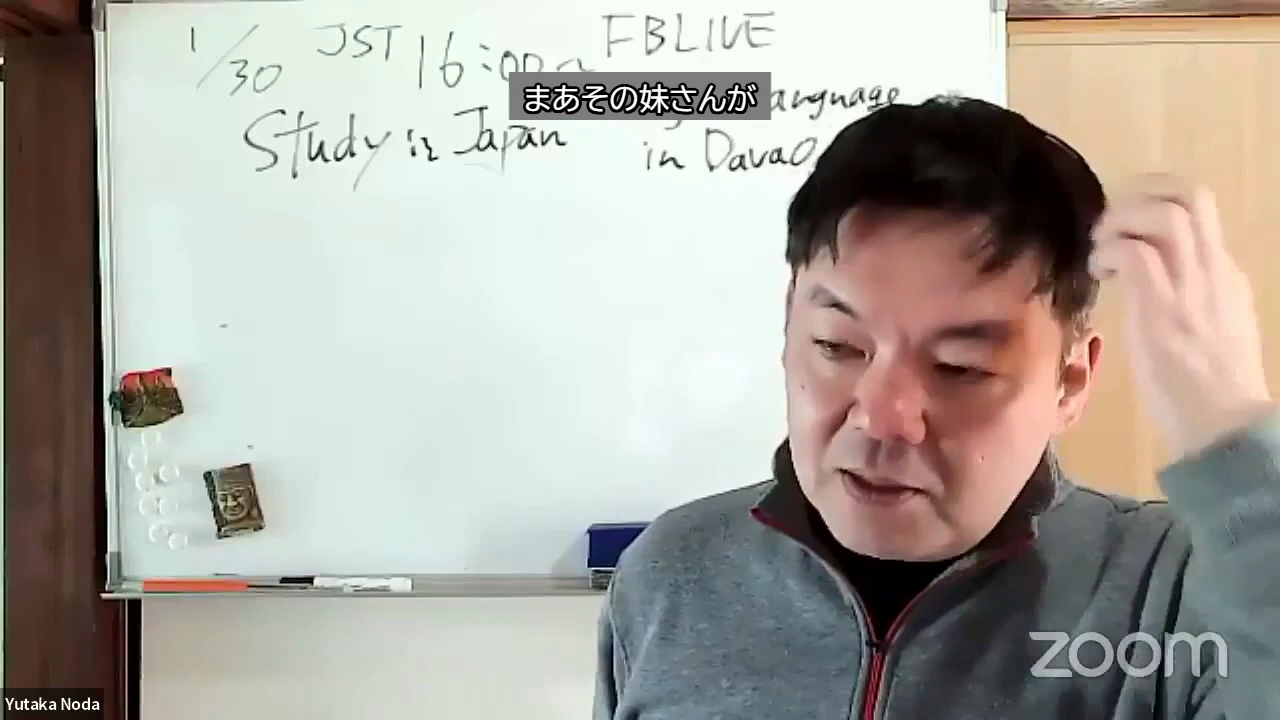 1/30 JST 16:00~ FBLIVE
まあその妹さんが
Language
Study in Japan in Davao
zoom
Yutaka Noda